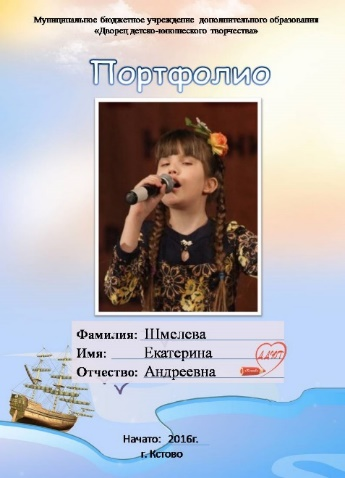 Муниципальное бюджетное учреждение дополнительного образования
«Дворец детско-юношеского творчества»
Портфолио
Фамилия: Шмелева
Имя: Екатерина
Отчество: Андреевна
Начато: 2016г.
г. Кстово